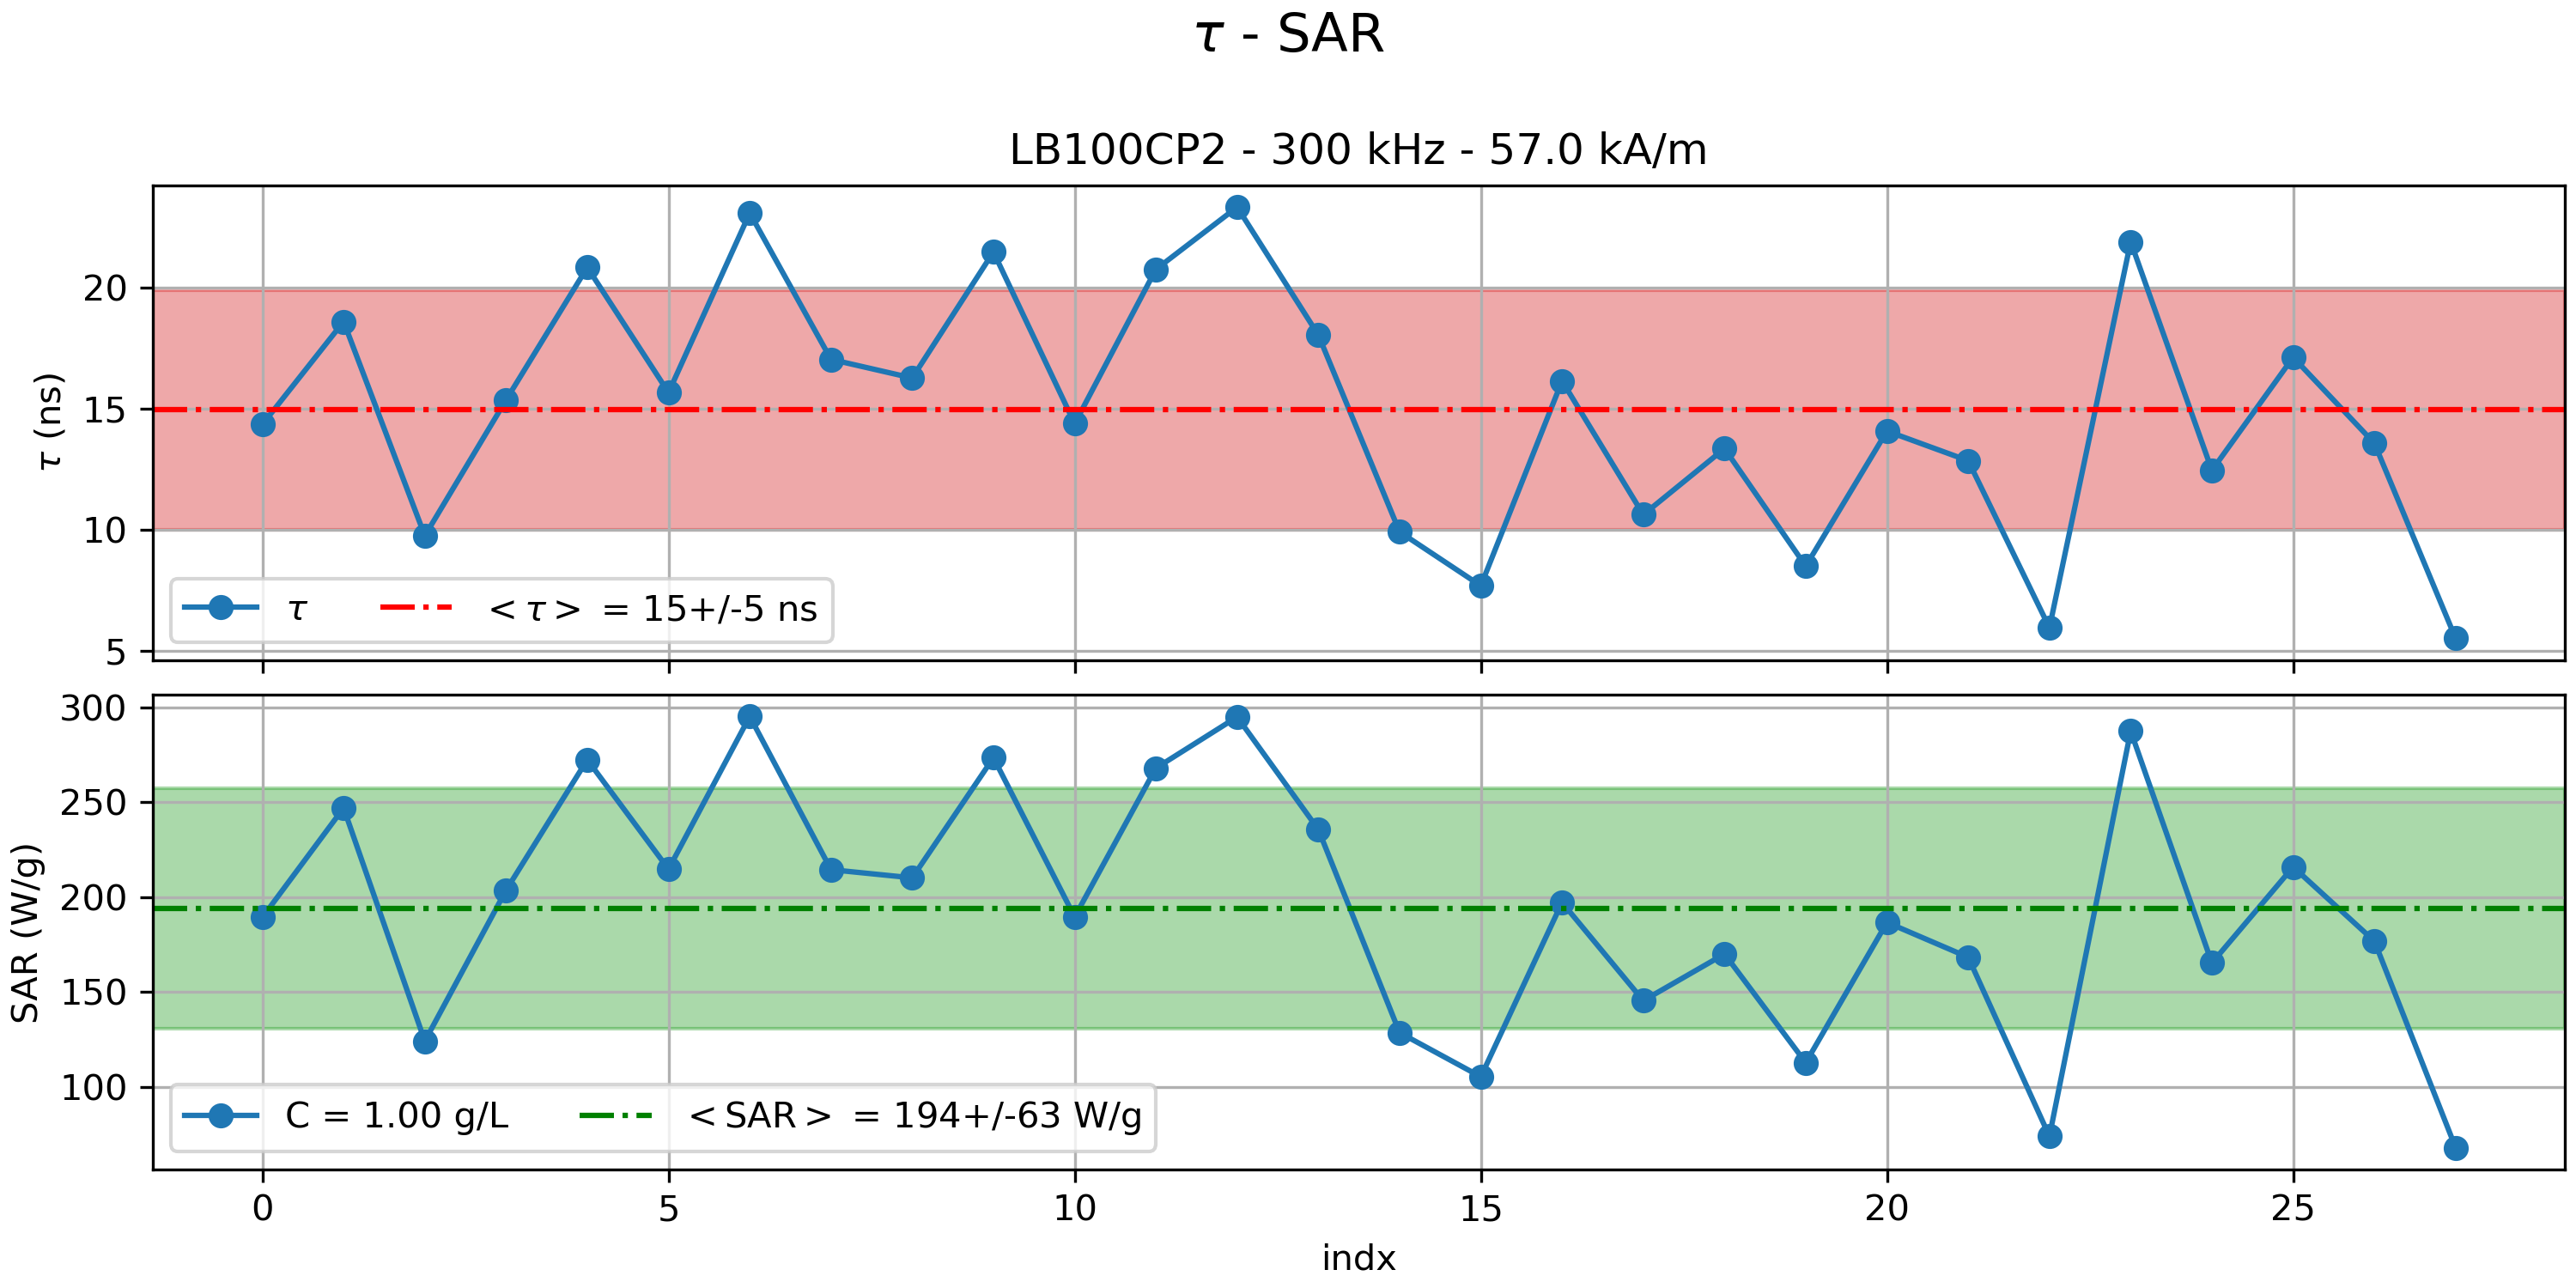 τ - SAR
LB100CP2 - 300 kHz - 57.0 kA/m
τ (ns)
20
15
10
5
τ
<τ> = 15+/-5 ns
SAR (W/g)
300
250
200
150
100
C = 1.00 g/L
<SAR> = 194+/-63 W/g
0 5 10 15 20 25
indx